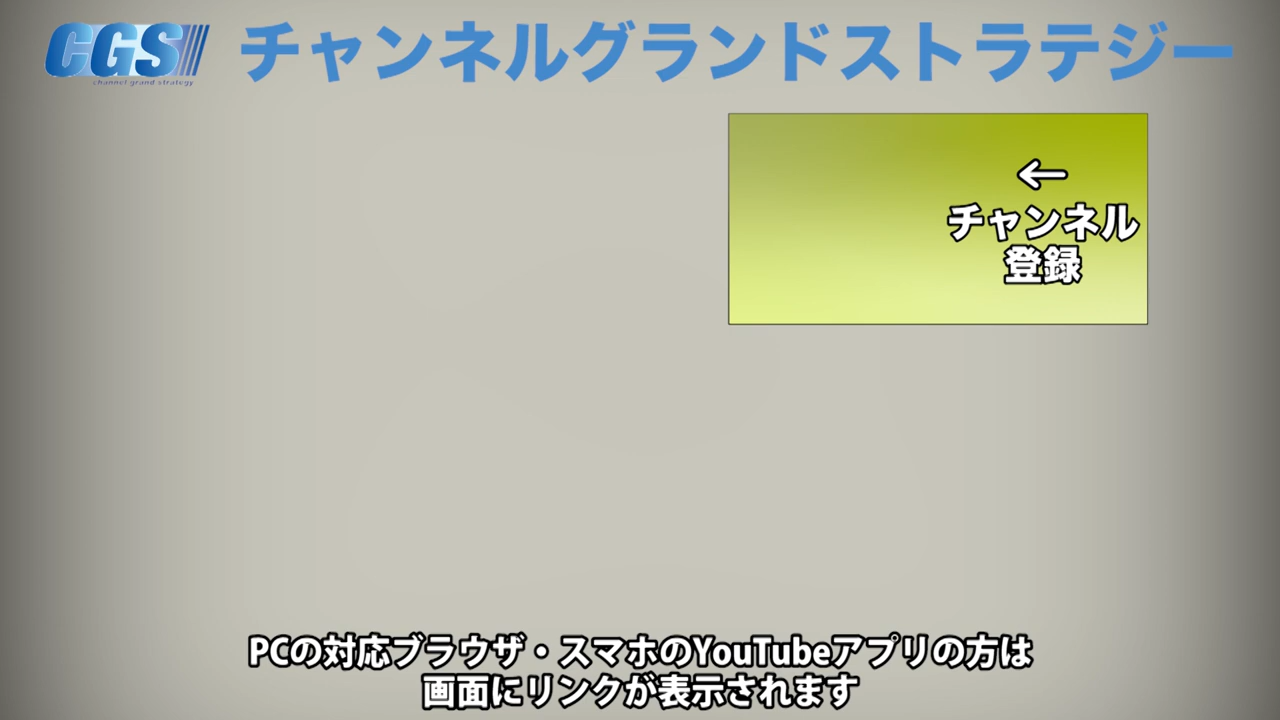 CGS
channel grand strategy
チャンネルグランドストラテジー
←
チャンネル
登録
PCの対応ブラウザ・スマホのYouTubeアプリの方は
画面にリンクが表示されます